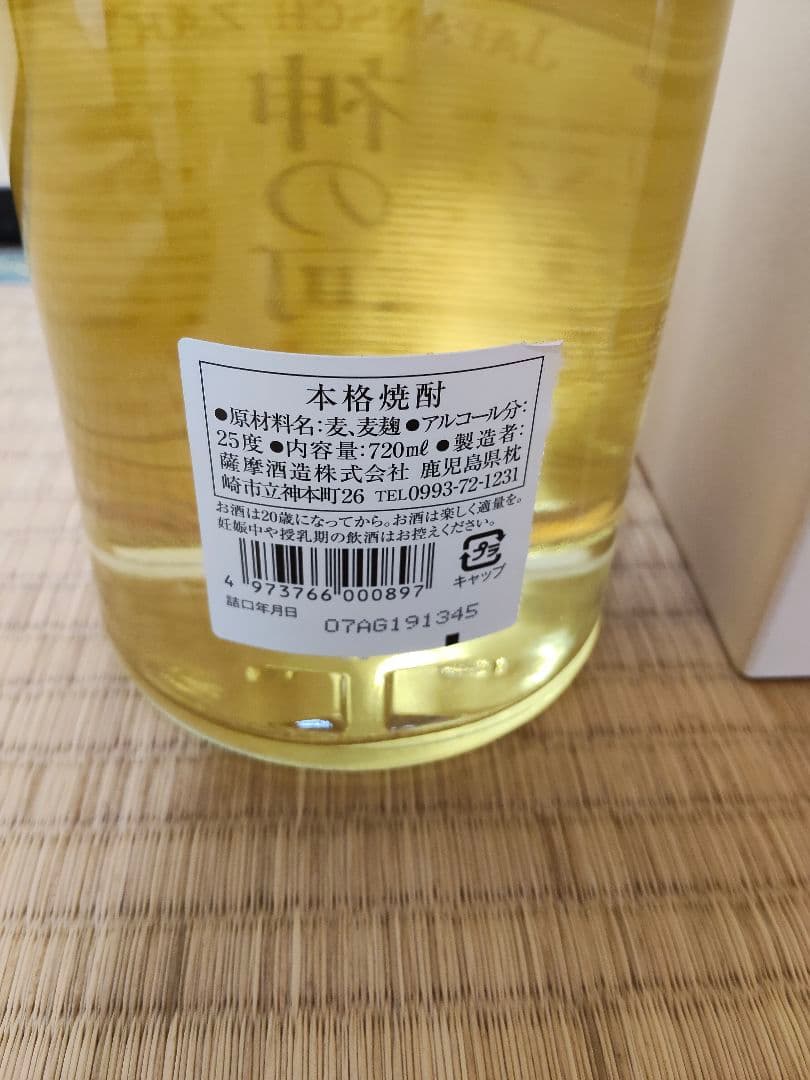 神の
本格焼酎
●原材料名:麦、麦麹●アルコール分:
25度●内容量:720ml●製造者:
薩摩酒造株式会社 鹿児島県枕
崎市立神本町26 TEL0993-72-1231
お酒は20歳になってから。お酒は楽しく適量を。
妊娠中や授乳期の飲酒はお控えください。
プラ
キャップ
4 973766 000897
詰口年月日
07AG191345